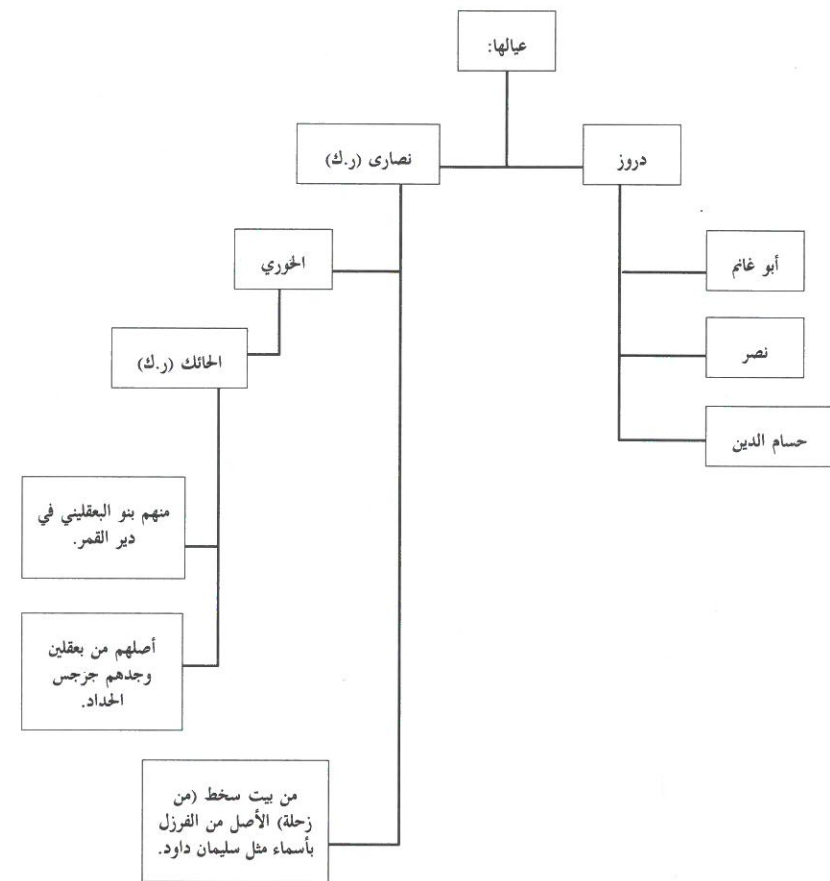 عيالها:
دروز
نصارى (ر.ك)
أبو غانم
نصر
حسام الدين
الخوري
الحائك (ر.ك)
منهم بنو البعقليني في
دير القمر.
أصلهم من بعقلين
وجدهم جزجس
الحداد.
من بيت سخط (من
زحلة) الأصل من الفرزل
بأسماء مثل سليمان داود.